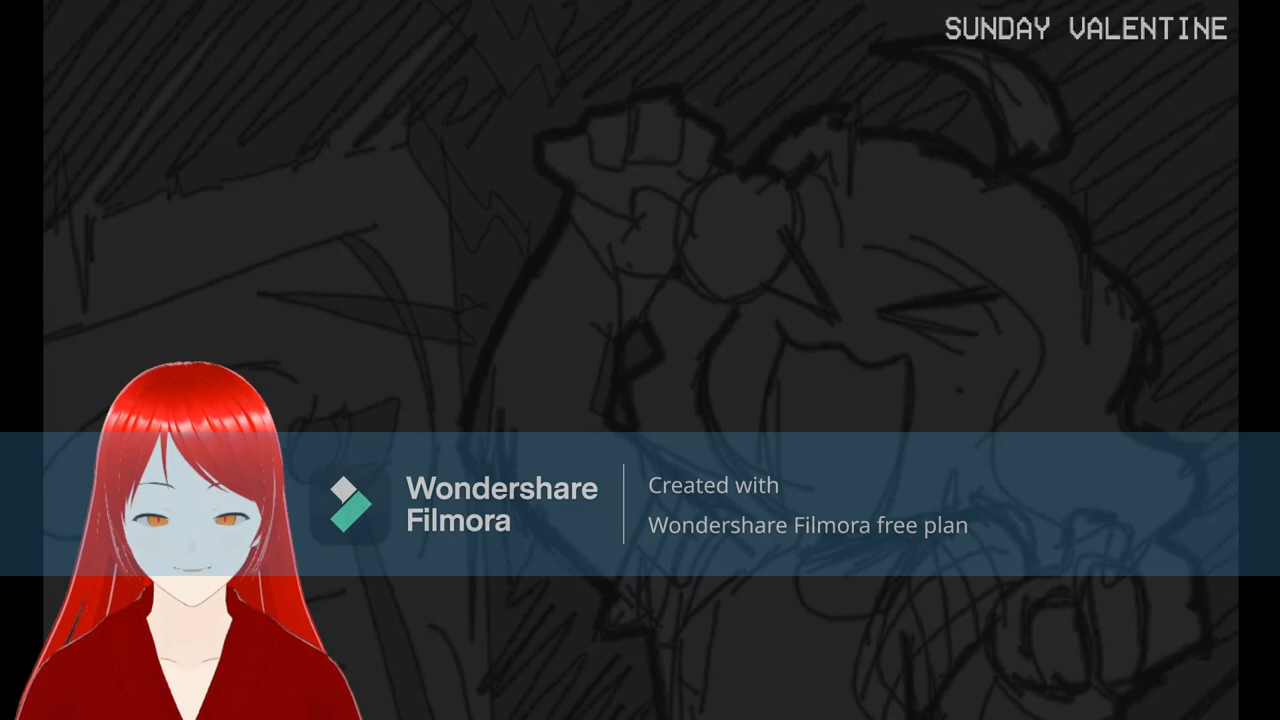 SUNDAY VALENTINE
Wondershare
Filmora
Created with
Wondershare Filmora free plan